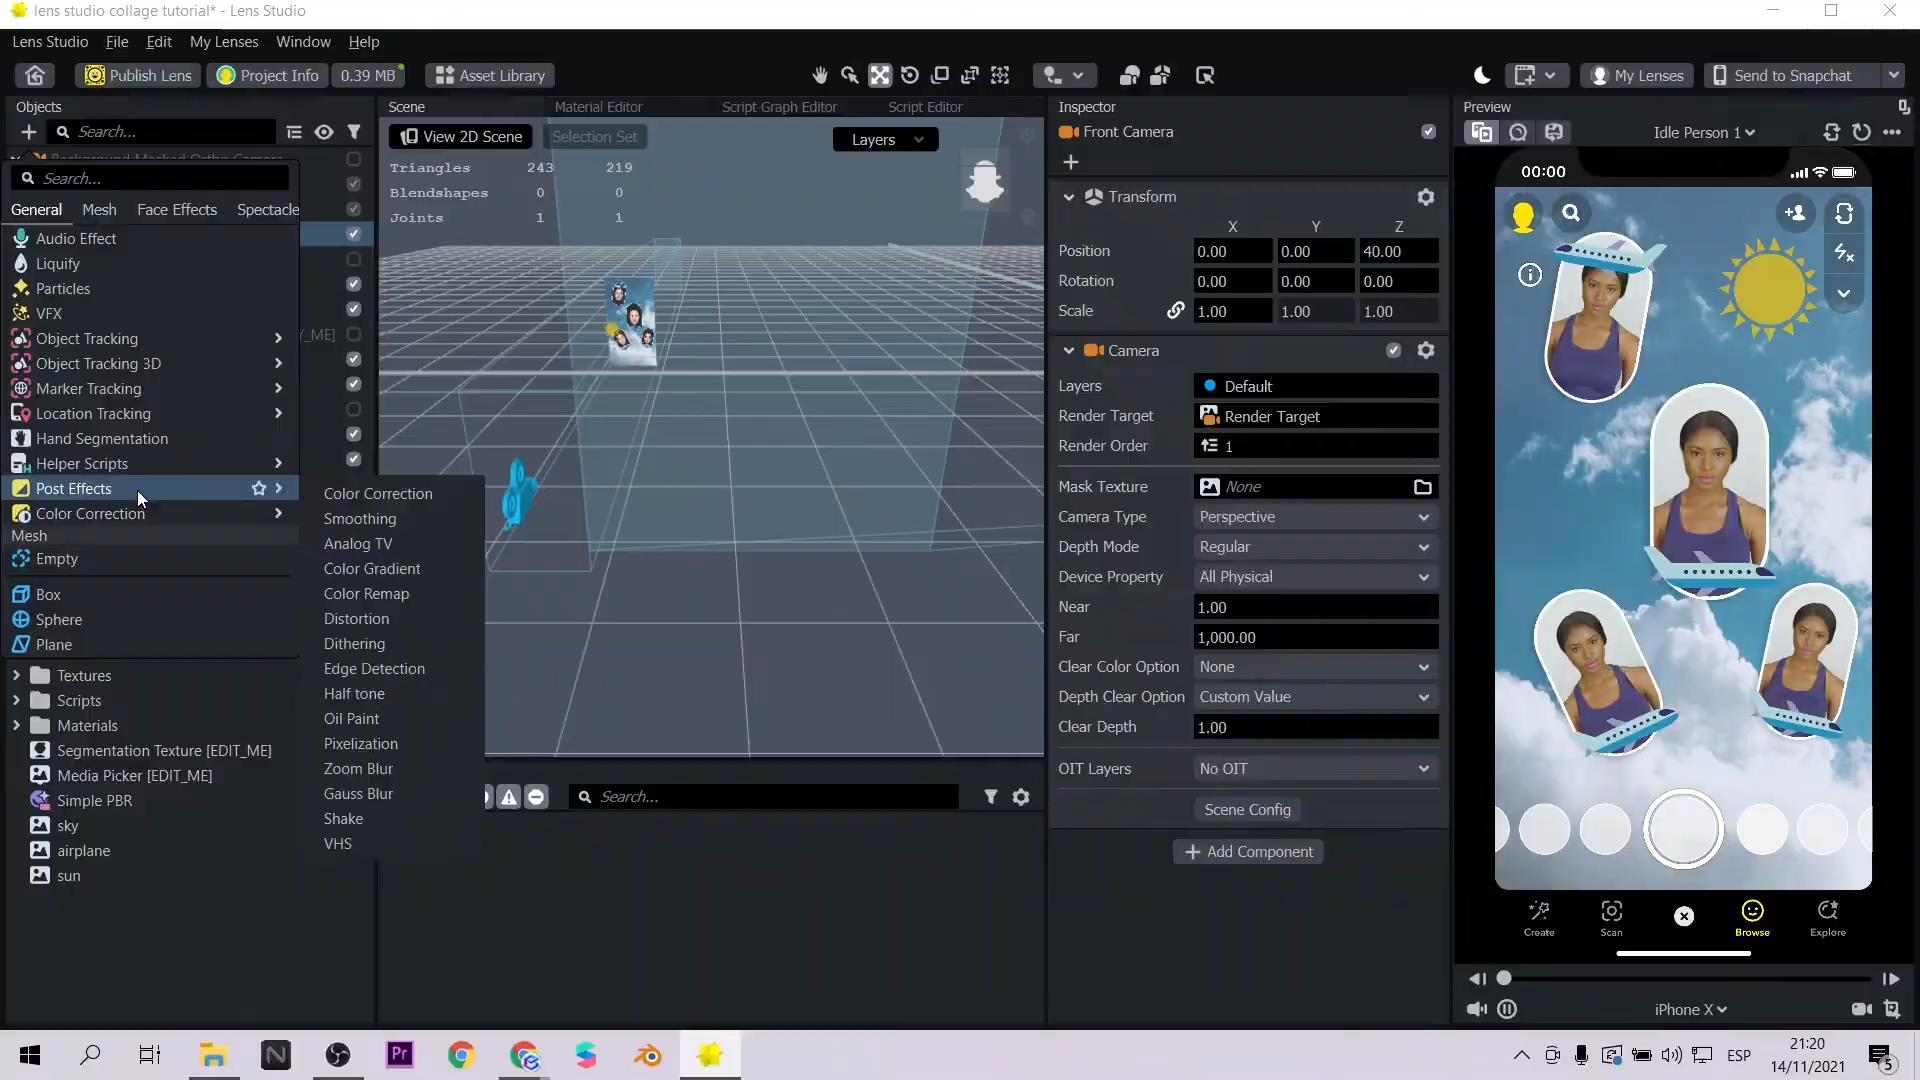 lens studio collage tutorial* - Lens Studio
Lens Studio File Edit My Lenses Window Help
Publish Lens Project Info 0.39 MB Asset Library My Lenses Send to Snapchat
Objects
Search...
Background Masked Ortho Camera
Search...
General Mesh Face Effects Spectacle
Audio Effect
Liquify
Particles
VFX
Object Tracking _ME]
Object Tracking 3D
Marker Tracking
Location Tracking
Hand Segmentation
Helper Scripts
Post Effects
Color Correction
Mesh
Empty
Box
Sphere
Plane
Textures
Scripts
Materials
Segmentation Texture [EDIT_ME]
Media Picker [EDIT_ME]
Simple PBR
sky
airplane
sun
Color Correction
Smoothing
Analog TV
Color Gradient
Color Remap
Distortion
Dithering
Edge Detection
Half tone
Oil Paint
Pixelization
Zoom Blur
Gauss Blur
Shake
VHS
Scene Material Editor Script Graph Editor Script Editor
View 2D Scene Selection Set Layers
Triangles 243 219
Blendshapes 0 0
Joints 1 1
Search...
Inspector
Front Camera
Transform
X Y Z
Position 0.00 0.00 40.00
Rotation 0.00 0.00 0.00
Scale 1.00 1.00 1.00
Camera
Layers Default
Render Target Render Target
Render Order 1
Mask Texture None
Camera Type Perspective
Depth Mode Regular
Device Property All Physical
Near 1.00
Far 1,000.00
Clear Color Option None
Depth Clear Option Custom Value
Clear Depth 1.00
OIT Layers No OIT
Scene Config
Add Component
Preview
Idle Person 1
00:00
Create Scan Browse Explore
iPhone X
Pr
ESP
21:20
14/11/2021
5